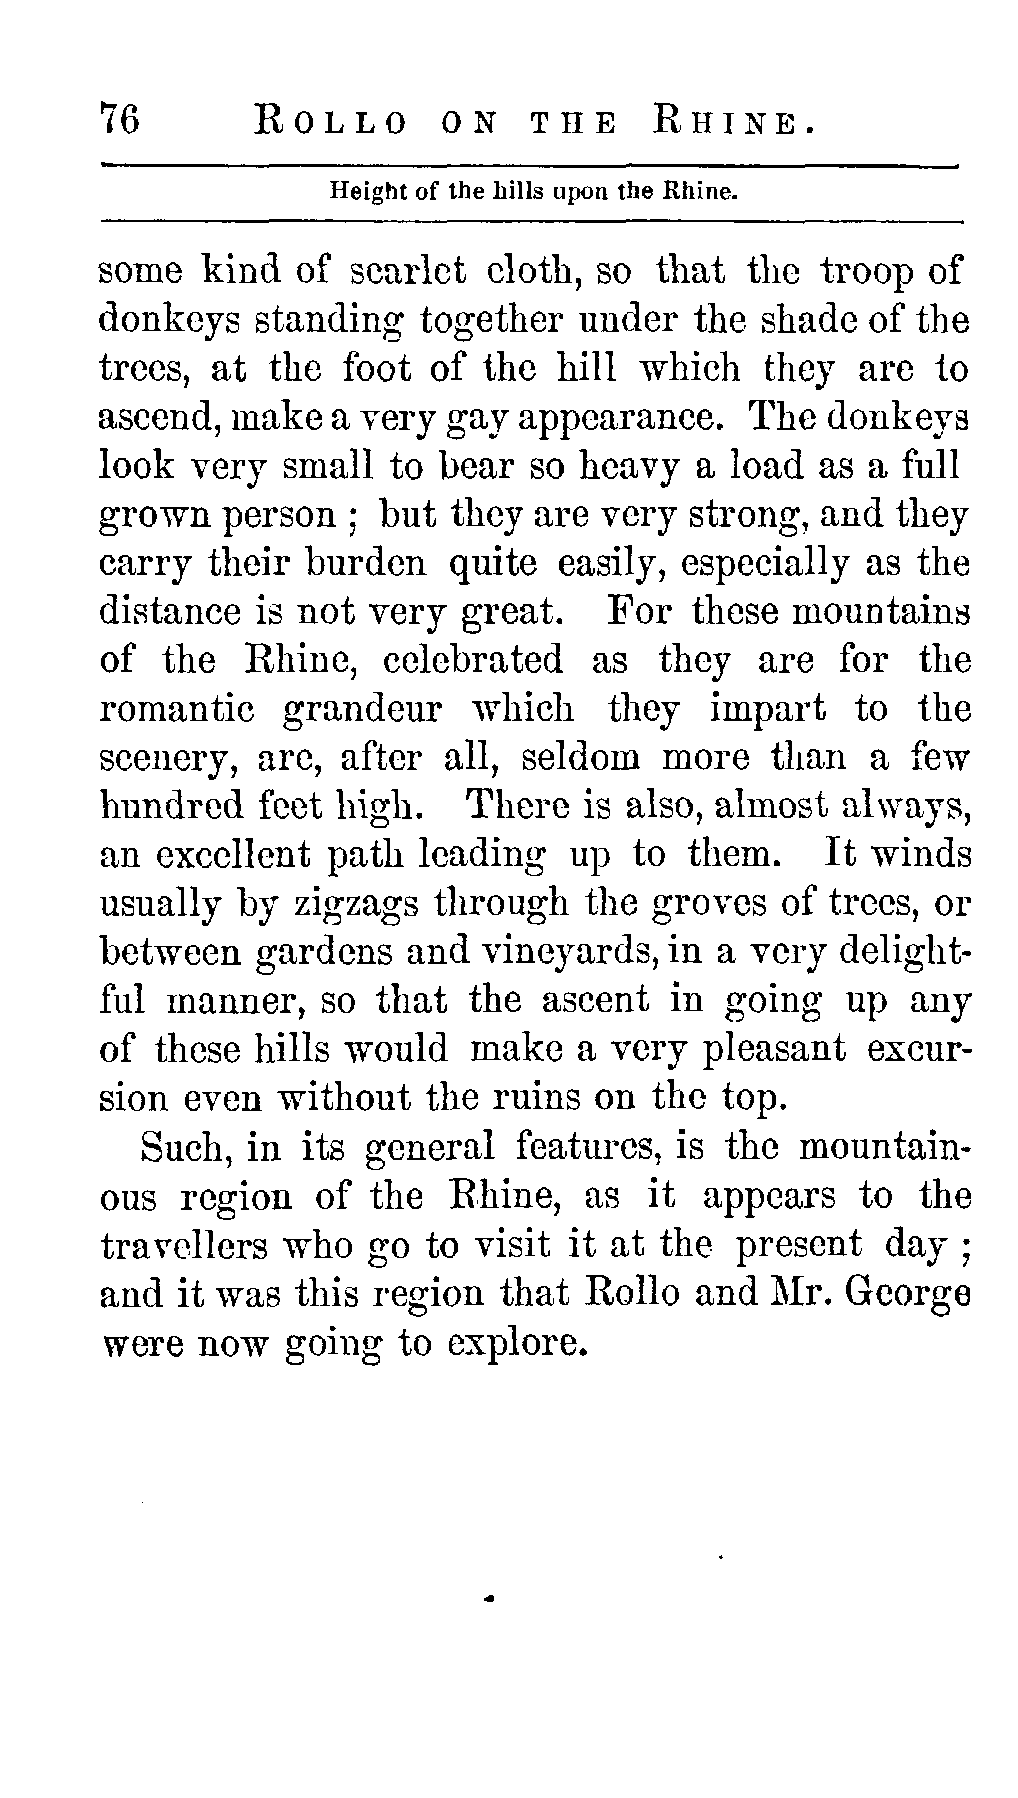 76 ROLLO ON THE RHINE.
Height of the hills upon the Rhine.
some kind of scarlet cloth, so that the troop of
donkeys standing together under the shade of the
trees, at the foot of the hill which they are to
ascend, make a very gay appearance. The donkeys
look very small to bear so heavy a load as a full
grown person ; but they are very strong, and they
carry their burden quite easily, especially as the
distance is not very great. For these mountains
of the Rhine, celebrated as they are for the
romantic grandeur which they impart to the
scenery, are, after all, seldom more than a few
hundred feet high. There is also, almost always,
an excellent path leading up to them. It winds
usually by zigzags through the groves of trees, or
between gardens and vineyards, in a very delight-
ful manner, so that the ascent in going up any
of these hills would make a very pleasant excur-
sion even without the ruins on the top.
Such, in its general features, is the mountain-
ous region of the Rhine, as it appears to the
travellers who go to visit it at the present day ;
and it was this region that Rollo and Mr. George
were now going to explore.